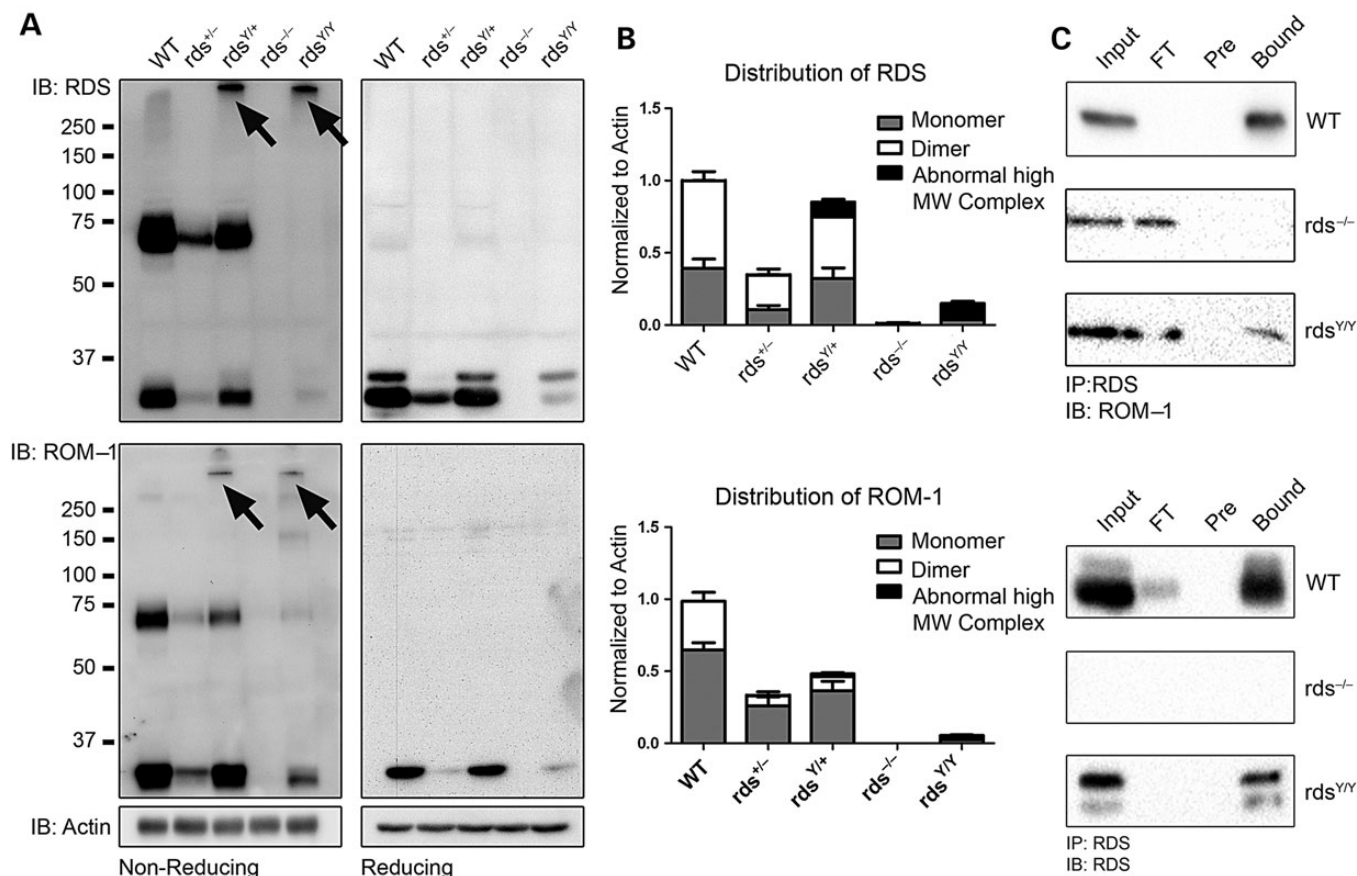 A
WT rds+/– rdsY/+ rds–/– rdsY/Y
WT rds+/– rdsY/+ rds–/– rdsY/Y
IB: RDS
250
150
100
75
50
37
IB: ROM–1
250
150
100
75
50
37
IB: Actin
Non-Reducing
Reducing
B
Distribution of RDS
Normalized to Actin
1.5
1.0
0.5
0.0
Monomer
Dimer
Abnormal high
MW Complex
WT rds+/– rdsY/+ rds–/– rdsY/Y
Distribution of ROM-1
Normalized to Actin
1.5
1.0
0.5
0.0
Monomer
Dimer
Abnormal high
MW Complex
WT rds+/– rdsY/+ rds–/– rdsY/Y
C
Input FT Pre Bound
WT
rds–/–
rdsY/Y
IP:RDS
IB: ROM–1
Input FT Pre Bound
WT
rds–/–
rdsY/Y
IP: RDS
IB: RDS